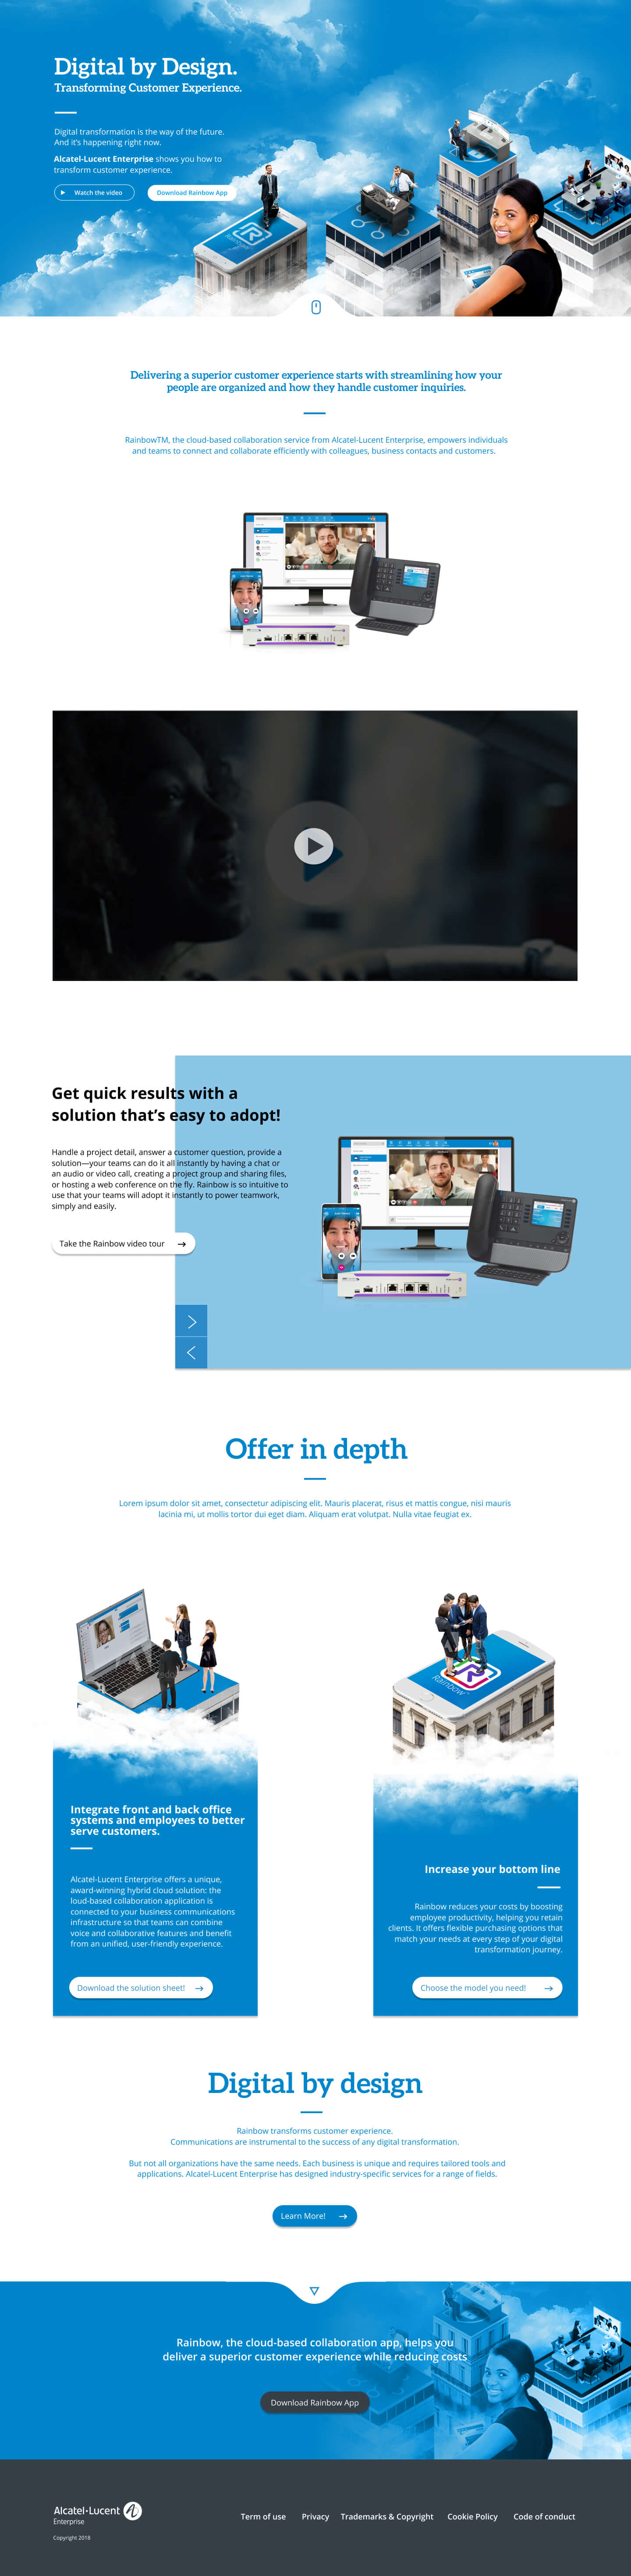 Digital by Design.
Transforming Customer Experience.
Digital transformation is the way of the future.
And it's happening right now.
Alcatel-Lucent Enterprise shows you how to
transform customer experience.
Watch the video
Download Rainbow App
Delivering a superior customer experience starts with streamlining how your
people are organized and how they handle customer inquiries.
RainbowTM, the cloud-based collaboration service from Alcatel-Lucent Enterprise, empowers individuals
and teams to connect and collaborate efficiently with colleagues, business contacts and customers.
Get quick results with a
solution that's easy to adopt!
Handle a project detail, answer a customer question, provide a
solution—your teams can do it all instantly by having a chat or
an audio or video call, creating a project group and sharing files,
or hosting a web conference on the fly. Rainbow is so intuitive to
use that your teams will adopt it instantly to power teamwork,
simply and easily.
Take the Rainbow video tour →
Offer in depth
Lorem ipsum dolor sit amet, consectetur adipiscing elit. Mauris placerat, risus et mattis congue, nisi mauris
lacinia mi, ut mollis tortor dui eget diam. Aliquam erat volutpat. Nulla vitae feugiat ex.
Rainbow
Integrate front and back office
systems and employees to better
serve customers.
Alcatel-Lucent Enterprise offers a unique,
award-winning hybrid cloud solution: the
loud-based collaboration application is
connected to your business communications
infrastructure so that teams can combine
voice and collaborative features and benefit
from an unified, user-friendly experience.
Download the solution sheet! →
Increase your bottom line
Rainbow reduces your costs by boosting
employee productivity, helping you retain
clients. It offers flexible purchasing options that
match your needs at every step of your digital
transformation journey.
Choose the model you need! →
Digital by design
Rainbow transforms customer experience.
Communications are instrumental to the success of any digital transformation.
But not all organizations have the same needs. Each business is unique and requires tailored tools and
applications. Alcatel-Lucent Enterprise has designed industry-specific services for a range of fields.
Learn More! →
Rainbow, the cloud-based collaboration app, helps you
deliver a superior customer experience while reducing costs
Download Rainbow App
Alcatel·Lucent
Enterprise
Copyright 2018
Term of use
Privacy
Trademarks & Copyright
Cookie Policy
Code of conduct